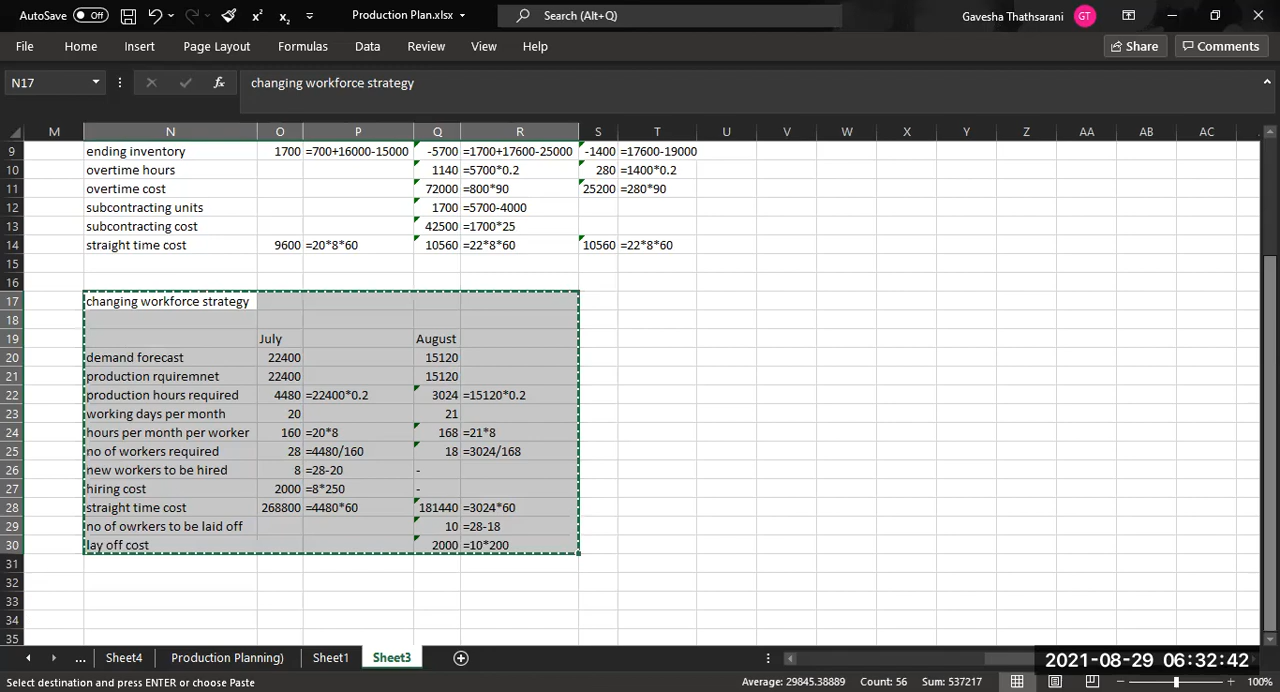 AutoSave Off Production Plan.xlsx Search (Alt+Q) Gavesha Thathsarani GT
File Home Insert Page Layout Formulas Data Review View Help Share Comments
N17 fx changing workforce strategy
M N O P Q R S T U V W X Y Z AA AB AC
9 ending inventory 1700 =700+16000-15000 -5700 =1700+17600-25000 -1400 =17600-19000
10 overtime hours 1140 =5700*0.2 280 =1400*0.2
11 overtime cost 72000 =800*90 25200 =280*90
12 subcontracting units 1700 =5700-4000
13 subcontracting cost 42500 =1700*25
14 straight time cost 9600 =20*8*60 10560 =22*8*60 10560 =22*8*60
15
16
17 changing workforce strategy
18
19 July August
20 demand forecast 22400 15120
21 production rquiremnet 22400 15120
22 production hours required 4480 =22400*0.2 3024 =15120*0.2
23 working days per month 20 21
24 hours per month per worker 160 =20*8 168 =21*8
25 no of workers required 28 =4480/160 18 =3024/168
26 new workers to be hired 8 =28-20 -
27 hiring cost 2000 =8*250 -
28 straight time cost 268800 =4480*60 181440 =3024*60
29 no of owrkers to be laid off 10 =28-18
30 lay off cost 2000 =10*200
31
32
33
34
35
... Sheet4 Production Planning) Sheet1 Sheet3
2021-08-29 06:32:42
Select destination and press ENTER or choose Paste Average: 29845.38889 Count: 56 Sum: 537217 100%